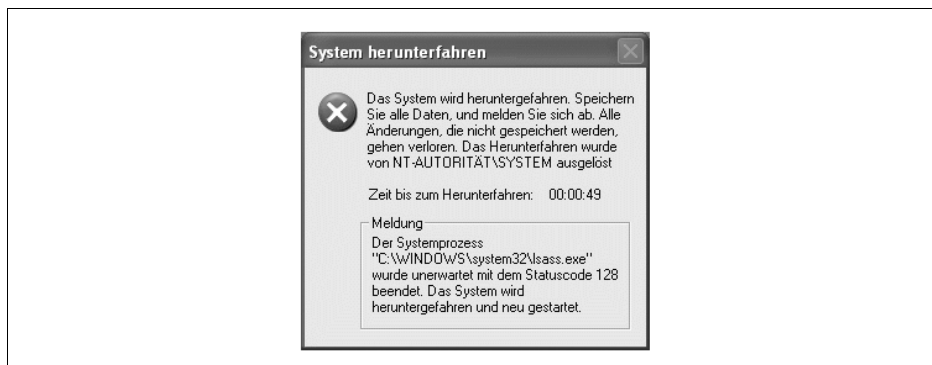 System herunterfahren
Das System wird heruntergefahren. Speichern
Sie alle Daten, und melden Sie sich ab. Alle
Änderungen, die nicht gespeichert werden,
gehen verloren. Das Herunterfahren wurde
von NT-AUTORITÄT\SYSTEM ausgelöst
Zeit bis zum Herunterfahren: 00:00:49
Meldung
Der Systemprozess
"C:\WINDOWS\system32\lsass.exe"
wurde unerwartet mit dem Statuscode 128
beendet. Das System wird
heruntergefahren und neu gestartet.